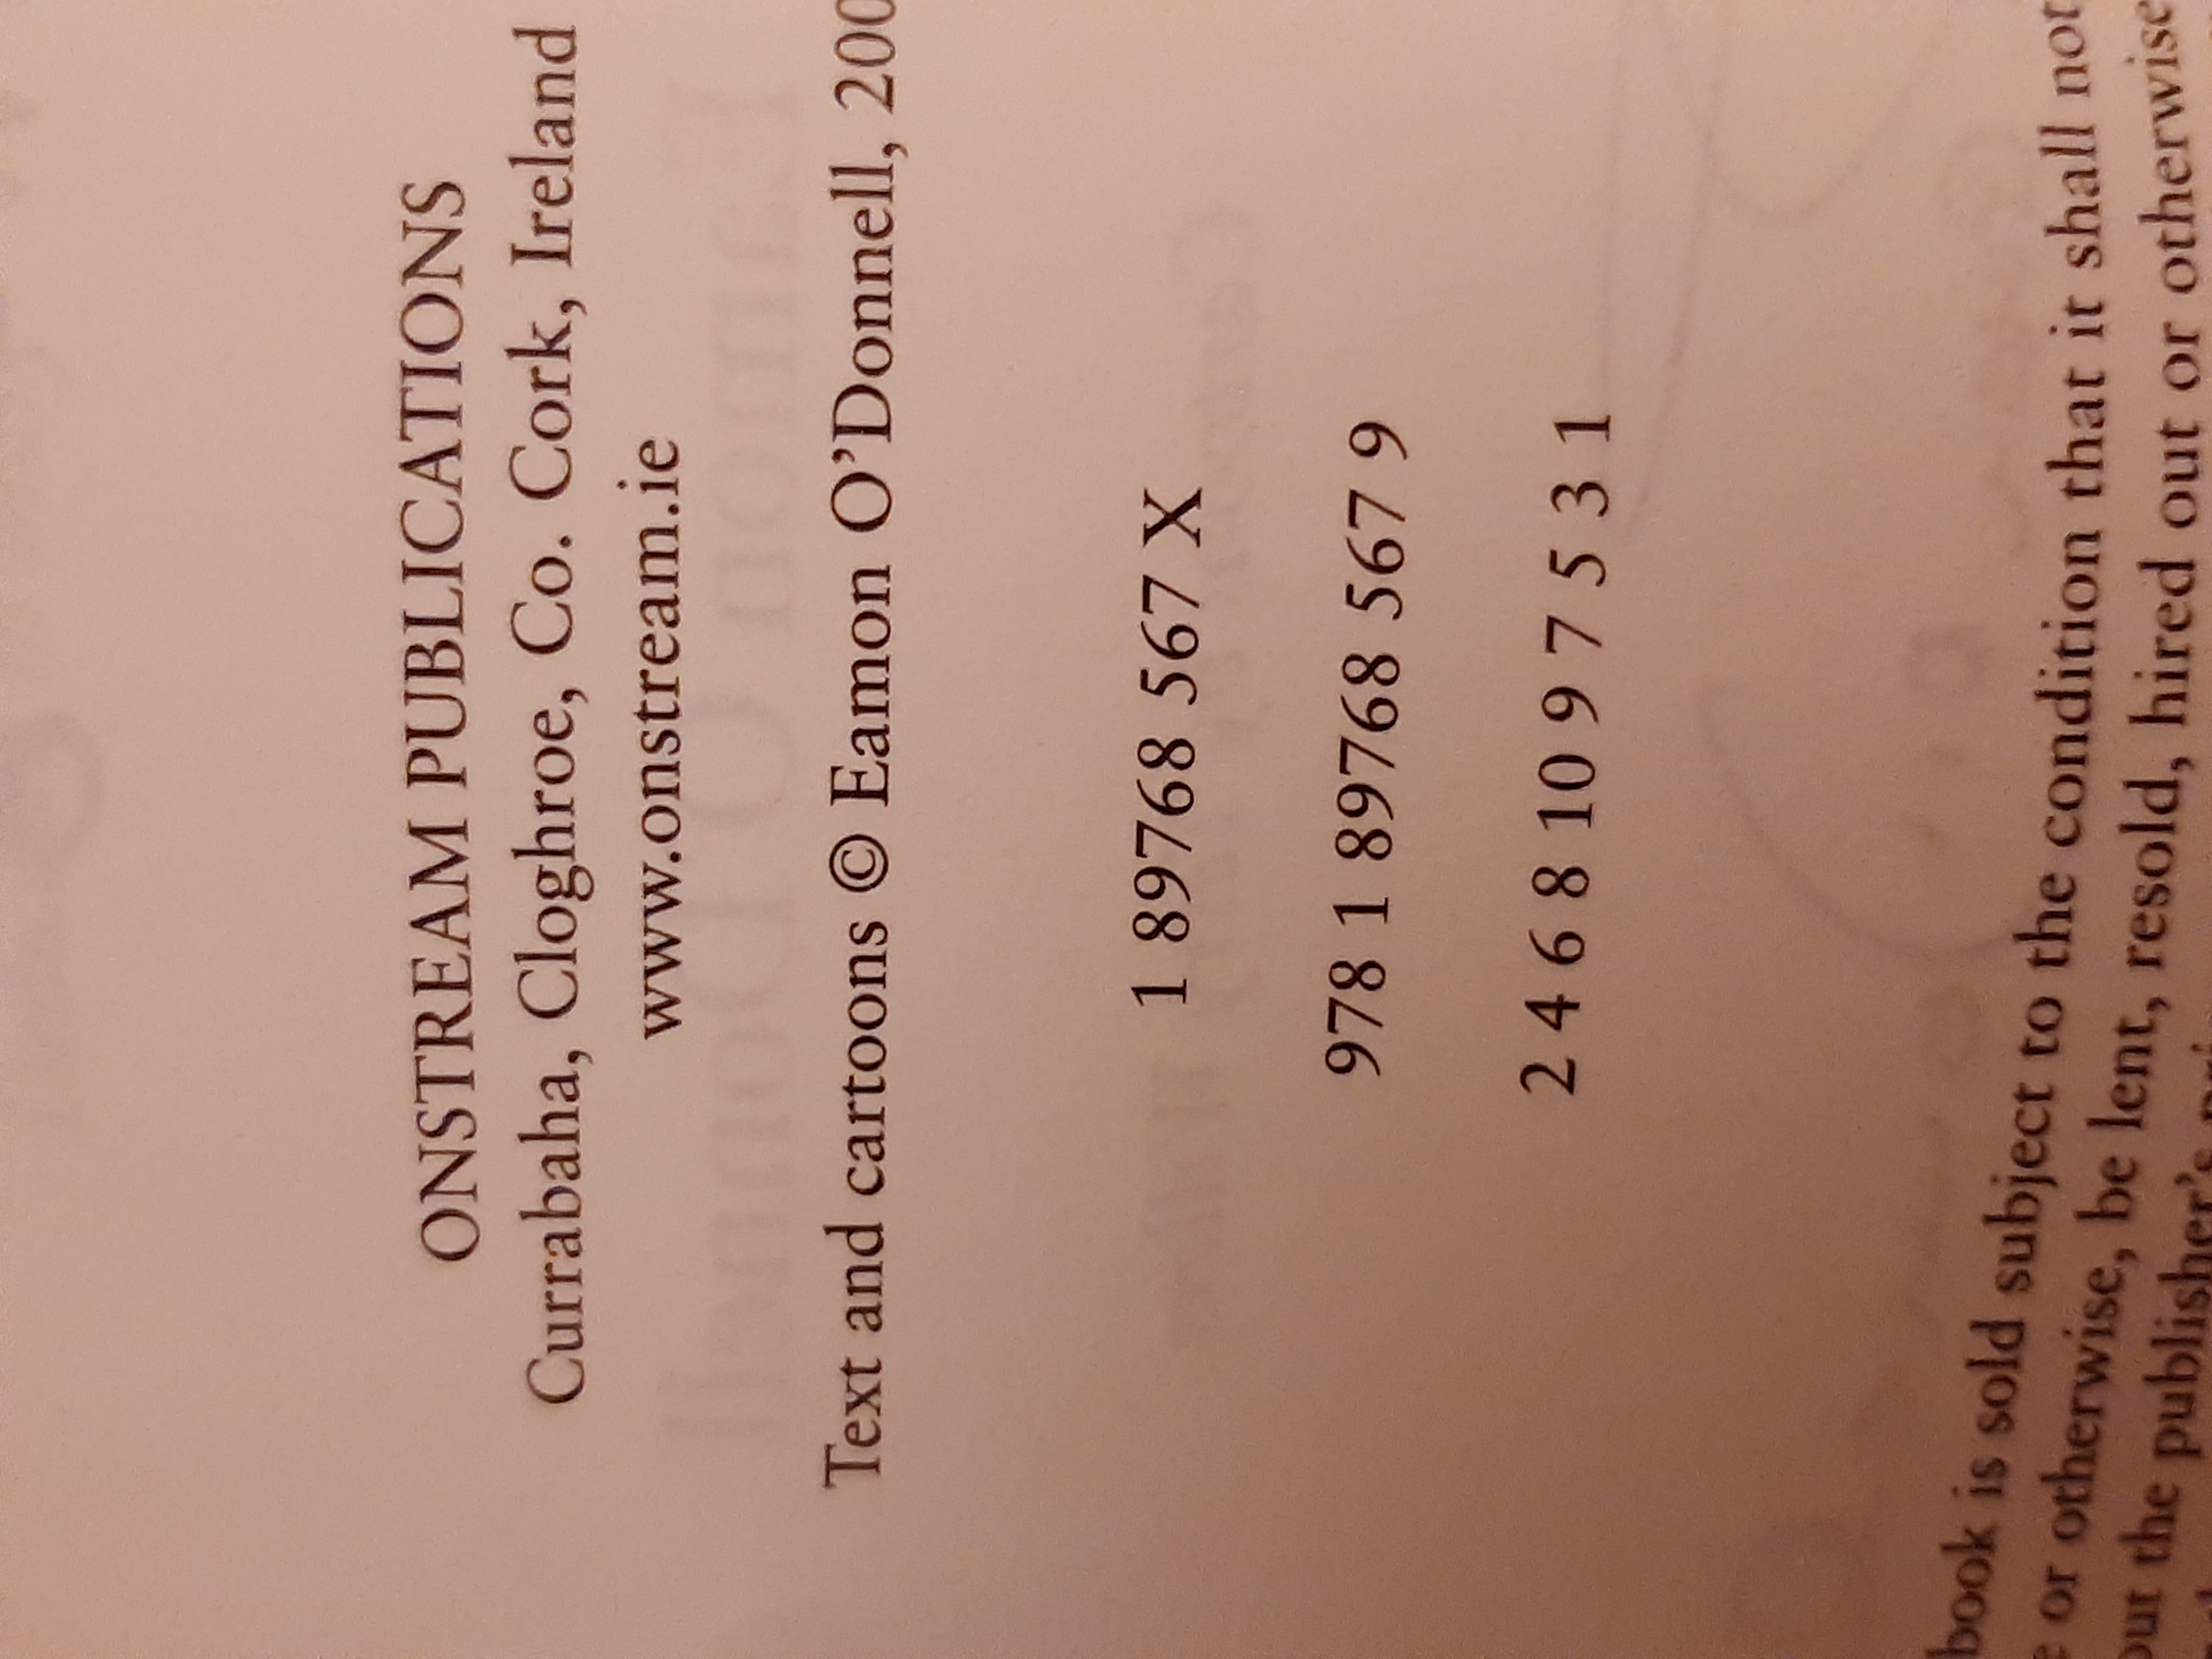 ONSTREAM PUBLICATIONS
Currabaha, Cloghroe, Co. Cork, Ireland
www.onstream.ie
Text and cartoons © Eamon O'Donnell, 200
1 89768 567 X
978 1 89768 567 9
2 4 6 8 10 9 7 5 3 1
book is sold subject to the condition that it shall not
or otherwise, be lent, resold, hired out or otherwise
the publisher's